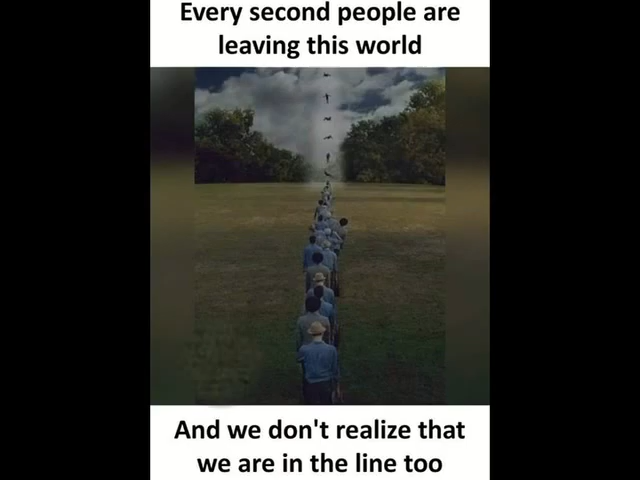 Every second people are
leaving this world
And we don't realize that
we are in the line too